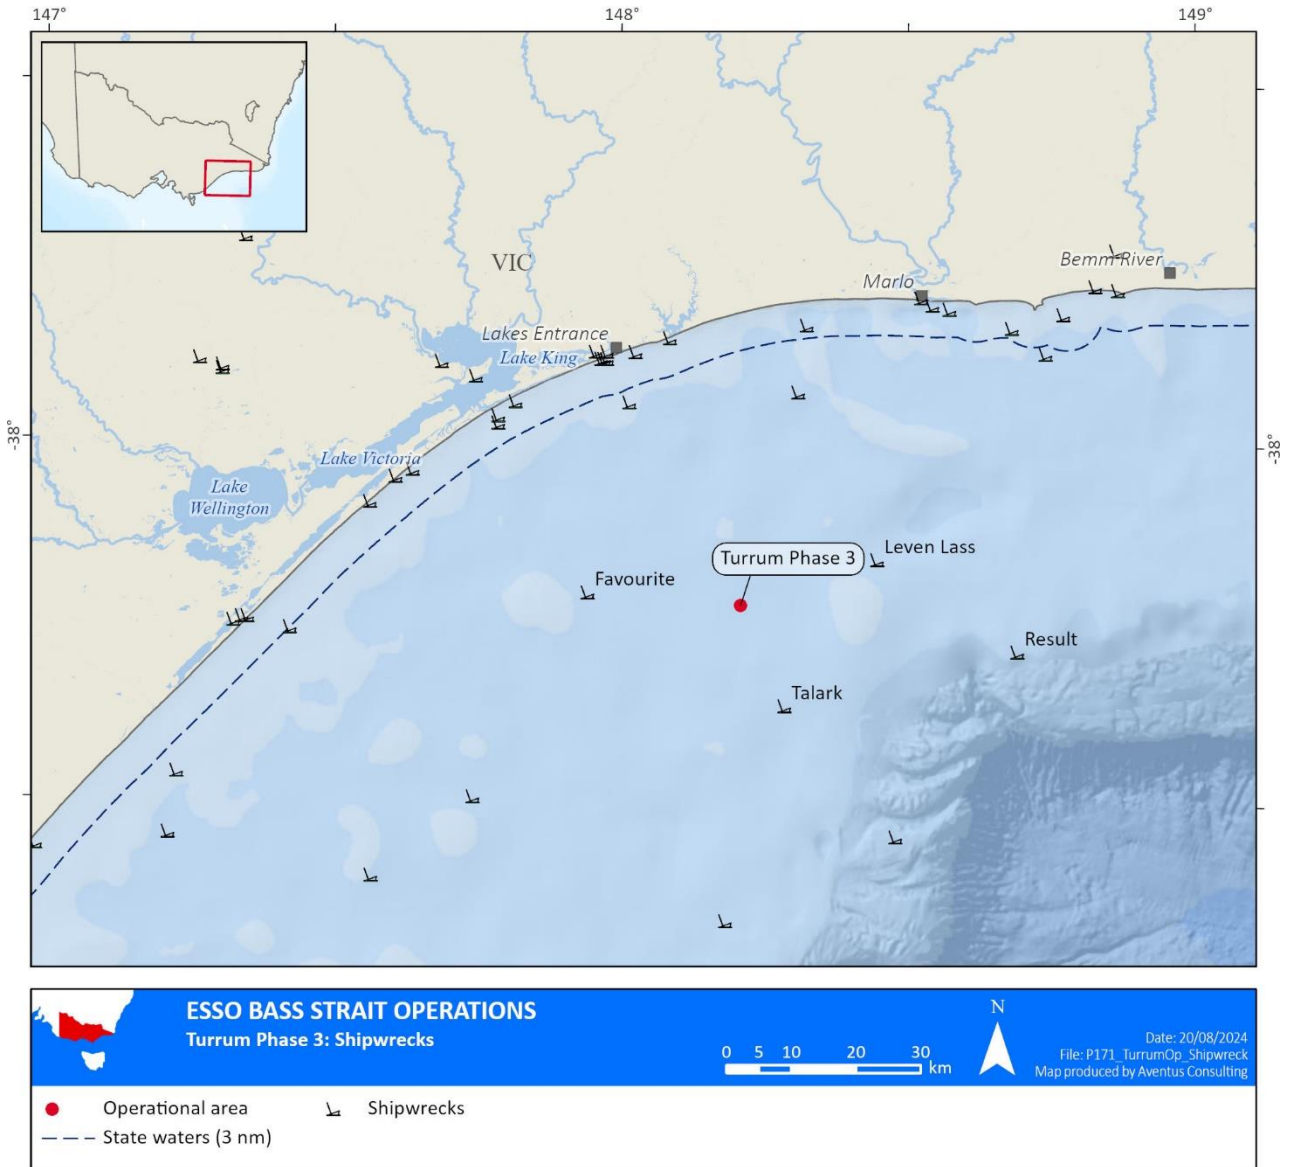 147°
148°
149°
VIC
Bemm River
Marlo
Lakes Entrance
Lake King
-38°
-38°
Lake Victoria
Lake
Wellington
Leven Lass
Turrum Phase 3
Favourite
Result
Talark
ESSO BASS STRAIT OPERATIONS
Turrum Phase 3: Shipwrecks
0 5 10 20 30
km
N
Date: 20/08/2024
File: P171_TurrumOp_Shipwreck
Map produced by Aventus Consulting
Operational area
Shipwrecks
State waters (3 nm)